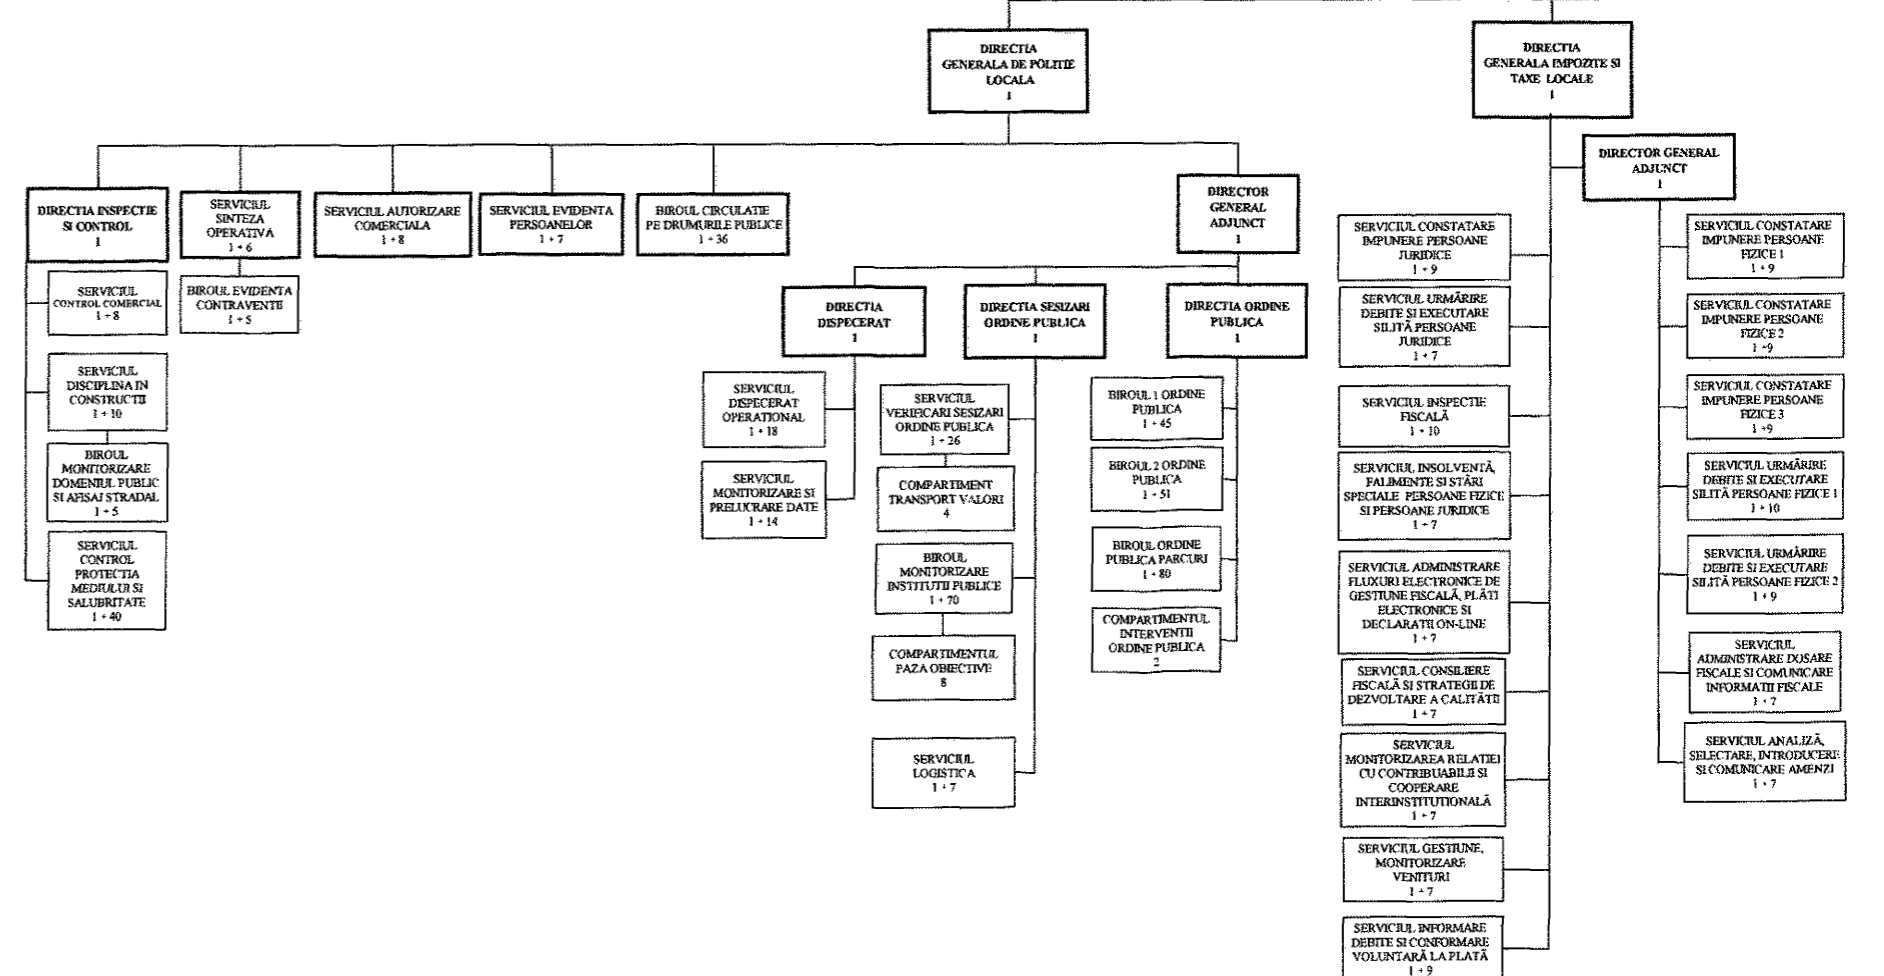 DIRECTIA
GENERALA DE POLITIE
LOCALA
1
DIRECTIA INSPECTIE
SI CONTROL
1
SERVICIUL
CONTROL COMERCIAL
1 + 8
SERVICIUL
DISCIPLINA IN
CONSTRUCTII
1 + 10
BIROUL
MONITORIZARE
DOMENIUL PUBLIC
SI AFISAJ STRADAL
1 + 5
SERVICIUL
CONTROL
PROTECTIA
MEDIULUI SI
SALUBRITATE
1 + 40
SERVICIUL
SINTEZA
OPERATIVA
1 + 6
BIROUL EVIDENTA
CONTRAVENTII
1 + 5
SERVICIUL AUTORIZARE
COMERCIALA
1 + 8
SERVICIUL EVIDENTA
PERSOANELOR
1 + 7
BIROUL CIRCULATIE
PE DRUMURILE PUBLICE
1 + 36
DIRECTOR
GENERAL
ADJUNCT
1
DIRECTIA
DISPECERAT
1
SERVICIUL
DISPECERAT
OPERATIONAL
1 + 18
SERVICIUL
MONITORIZARE SI
PRELUCRARE DATE
1 + 14
DIRECTIA SESIZARI
ORDINE PUBLICA
1
SERVICIUL
VERIFICARI SESIZARI
ORDINE PUBLICA
1 + 26
COMPARTIMENT
TRANSPORT VALORI
4
BIROUL
MONITORIZARE
INSTITUTII PUBLICE
1 + 70
COMPARTIMENTUL
PAZA OBIECTIVE
8
SERVICIUL
LOGISTICA
1 + 7
DIRECTIA ORDINE
PUBLICA
1
BIROUL 1 ORDINE
PUBLICA
1 + 45
BIROUL 2 ORDINE
PUBLICA
1 + 51
BIROUL ORDINE
PUBLICA PARCURI
1 + 80
COMPARTIMENTUL
INTERVENTII
ORDINE PUBLICA
2
DIRECTIA
GENERALA IMPOZITE SI
TAXE LOCALE
1
SERVICIUL CONSTATARE
IMPUNERE PERSOANE
JURIDICE
1 + 9
SERVICIUL URMĂRIRE
DEBITE SI EXECUTARE
SILITĂ PERSOANE
JURIDICE
1 + 7
SERVICIUL INSPECTIE
FISCALĂ
1 + 10
SERVICIUL INSOLVENTĂ,
FALIMENTE SI STĂRI
SPECIALE PERSOANE FIZICE
SI PERSOANE JURIDICE
1 + 7
SERVICIUL ADMINISTRARE
FLUXURI ELECTRONICE DE
GESTIUNE FISCALĂ, PLĂTI
ELECTRONICE SI
DECLARATII ON-LINE
1 + 7
SERVICIUL CONSILIERE
FISCALĂ SI STRATEGII DE
DEZVOLTARE A CALITĂTII
1 + 7
SERVICIUL
MONITORIZAREA RELATIEI
CU CONTRIBUABILII SI
COOPERARE
INTERINSTITUTIONALĂ
1 + 7
SERVICIUL GESTIUNE,
MONITORIZARE
VENITURI
1 + 7
SERVICIUL INFORMARE
DEBITE SI CONFORMARE
VOLUNTARĂ LA PLATĂ
1 + 9
DIRECTOR GENERAL
ADJUNCT
1
SERVICIUL CONSTATARE
IMPUNERE PERSOANE
FIZICE 1
1 + 9
SERVICIUL CONSTATARE
IMPUNERE PERSOANE
FIZICE 2
1 +9
SERVICIUL CONSTATARE
IMPUNERE PERSOANE
FIZICE 3
1 +9
SERVICIUL URMĂRIRE
DEBITE SI EXECUTARE
SILITĂ PERSOANE FIZICE 1
1 + 10
SERVICIUL URMĂRIRE
DEBITE SI EXECUTARE
SILITĂ PERSOANE FIZICE 2
1 + 9
SERVICIUL
ADMINISTRARE DOSARE
FISCALE SI COMUNICARE
INFORMATII FISCALE
1 + 7
SERVICIUL ANALIZĂ,
SELECTARE, INTRODUCERE
SI COMUNICARE AMENZI
1 + 7